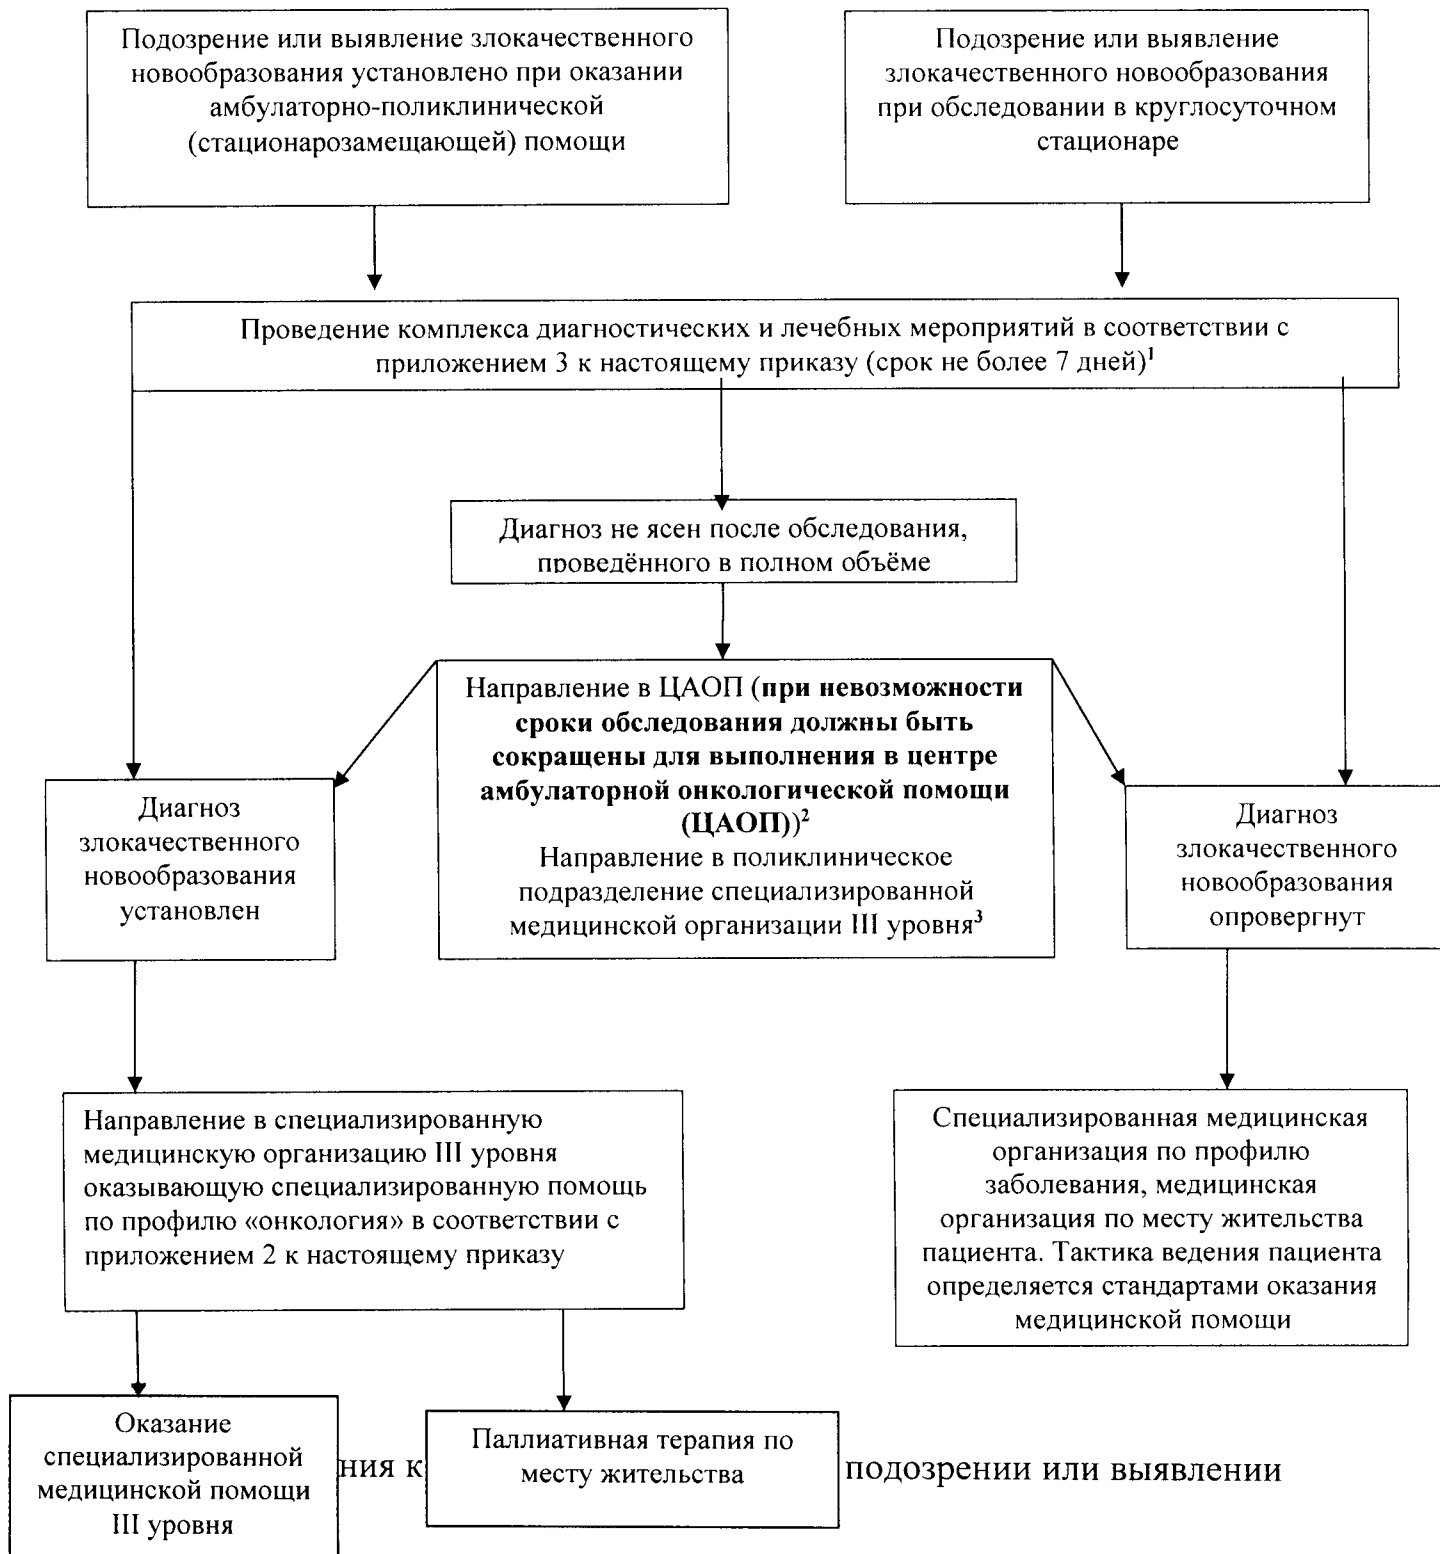 Подозрение или выявление злокачественного
новообразования установлено при оказании
амбулаторно-поликлинической
(стационарозамещающей) помощи
Подозрение или выявление
злокачественного новообразования
при обследовании в круглосуточном
стационаре
Проведение комплекса диагностических и лечебных мероприятий в соответствии с
приложением 3 к настоящему приказу (срок не более 7 дней)¹
Диагноз не ясен после обследования,
проведённого в полном объёме
Направление в ЦАОП (при невозможности
сроки обследования должны быть
сокращены для выполнения в центре
амбулаторной онкологической помощи
(ЦАОП))²
Направление в поликлиническое
подразделение специализированной
медицинской организации III уровня³
Диагноз
злокачественного
новообразования
установлен
Диагноз
злокачественного
новообразования
опровергнут
Направление в специализированную
медицинскую организацию III уровня
оказывающую специализированную помощь
по профилю «онкология» в соответствии с
приложением 2 к настоящему приказу
Специализированная медицинская
организация по профилю
заболевания, медицинская
организация по месту жительства
пациента. Тактика ведения пациента
определяется стандартами оказания
медицинской помощи
Оказание
специализированной
медицинской помощи
III уровня
Паллиативная терапия по
месту жительства
ния к
подозрении или выявлении